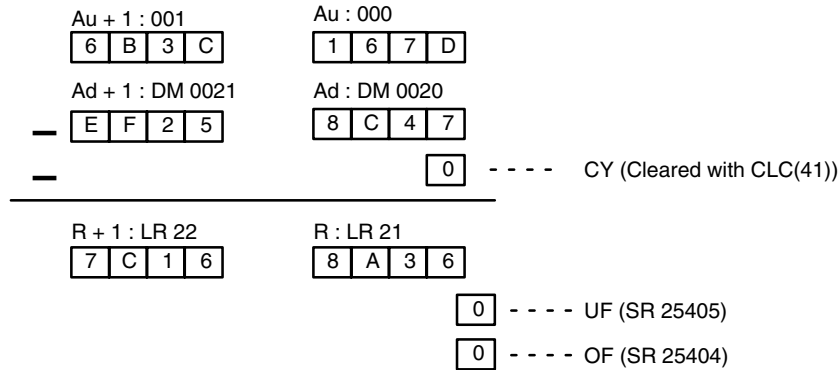 Au + 1 : 001 Au : 000
6 B 3 C 1 6 7 D
Ad + 1 : DM 0021 Ad : DM 0020
– E F 2 5 8 C 4 7
– 0 - - - - CY (Cleared with CLC(41))
R + 1 : LR 22 R : LR 21
7 C 1 6 8 A 3 6
0 - - - - UF (SR 25405)
0 - - - - OF (SR 25404)